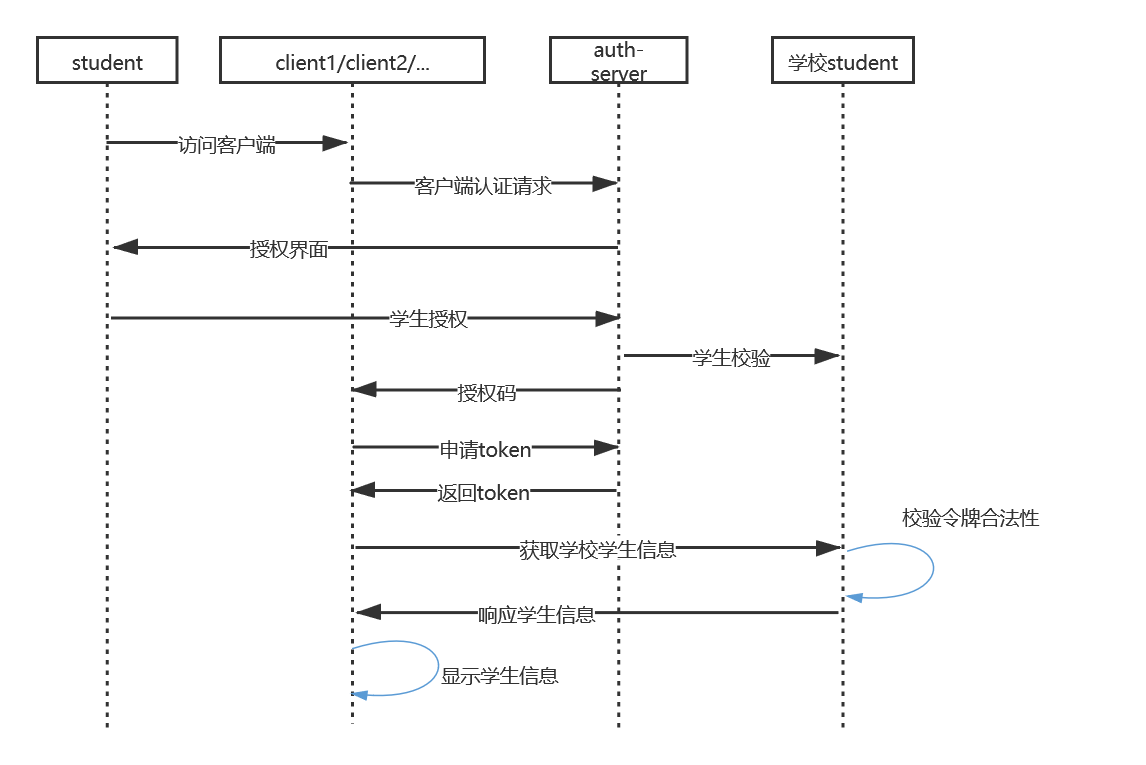 student
client1/client2/...
auth-
server
学校student
访问客户端
客户端认证请求
授权界面
学生授权
学生校验
授权码
申请token
返回token
校验令牌合法性
获取学校学生信息
响应学生信息
显示学生信息